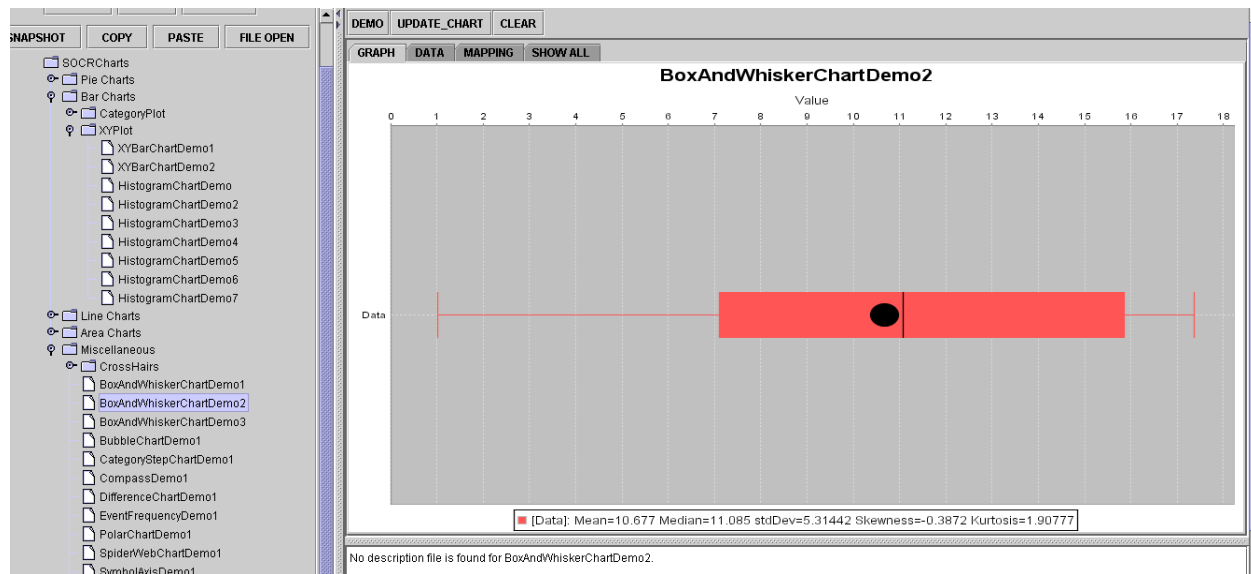 SNAPSHOT COPY PASTE FILE OPEN
SOCRCharts
Pie Charts
Bar Charts
CategoryPlot
XYPlot
XYBarChartDemo1
XYBarChartDemo2
HistogramChartDemo
HistogramChartDemo2
HistogramChartDemo3
HistogramChartDemo4
HistogramChartDemo5
HistogramChartDemo6
HistogramChartDemo7
Line Charts
Area Charts
Miscellaneous
CrossHairs
BoxAndWhiskerChartDemo1
BoxAndWhiskerChartDemo2
BoxAndWhiskerChartDemo3
BubbleChartDemo1
CategoryStepChartDemo1
CompassDemo1
DifferenceChartDemo1
EventFrequencyDemo1
PolarChartDemo1
SpiderWebChartDemo1
SymbolAxisDemo1
DEMO UPDATE_CHART CLEAR
GRAPH DATA MAPPING SHOW ALL
BoxAndWhiskerChartDemo2
Value
0 1 2 3 4 5 6 7 8 9 10 11 12 13 14 15 16 17 18
Data
[Data]: Mean=10.677 Median=11.085 stdDev=5.31442 Skewness=-0.3872 Kurtosis=1.90777
No description file is found for BoxAndWhiskerChartDemo2.